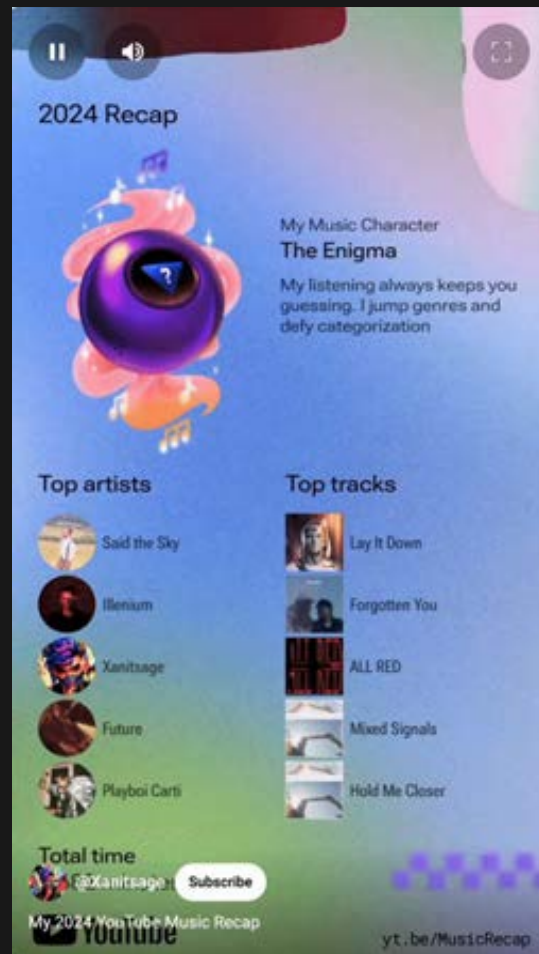 2024 Recap
?
My Music Character
The Enigma
My listening always keeps you
guessing. I jump genres and
defy categorization
Top artists
Said the Sky
Illenium
Xanitsage
Future
Playboi Carti
Top tracks
Lay It Down
Forgotten You
ALL RED
Mixed Signals
Hold Me Closer
Total time
@Xanitsage
Subscribe
My 2024 YouTube Music Recap
YouTube
yt.be/MusicRecap